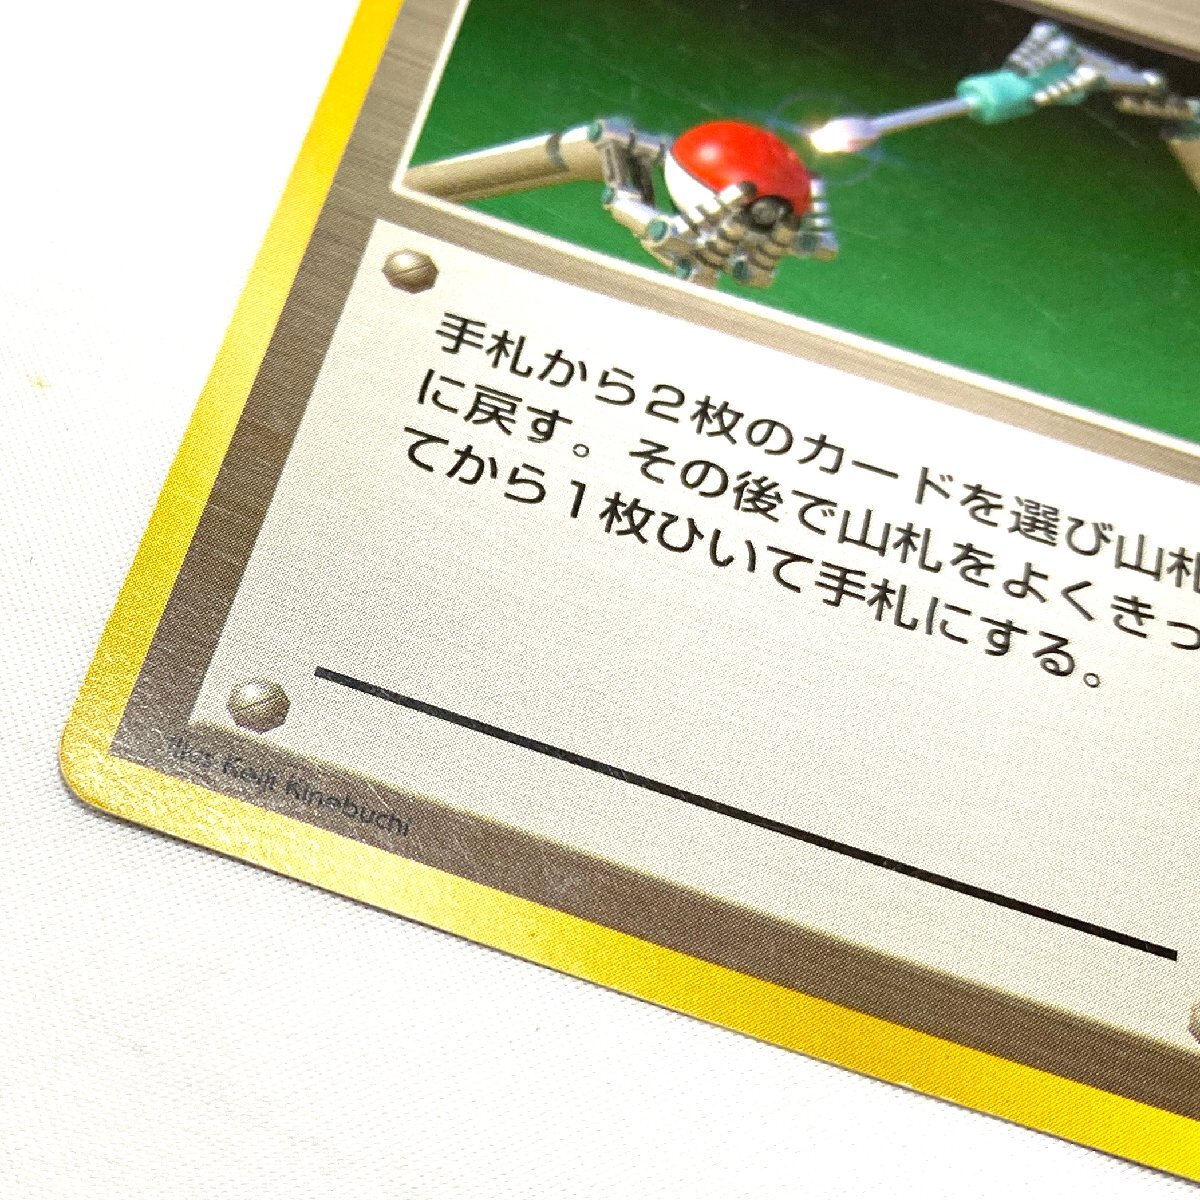 手札から2枚のカードを選び山札
に戻す。その後で山札をよくきっ
てから1枚ひいて手札にする。
Illus. Keiji Kinebuchi